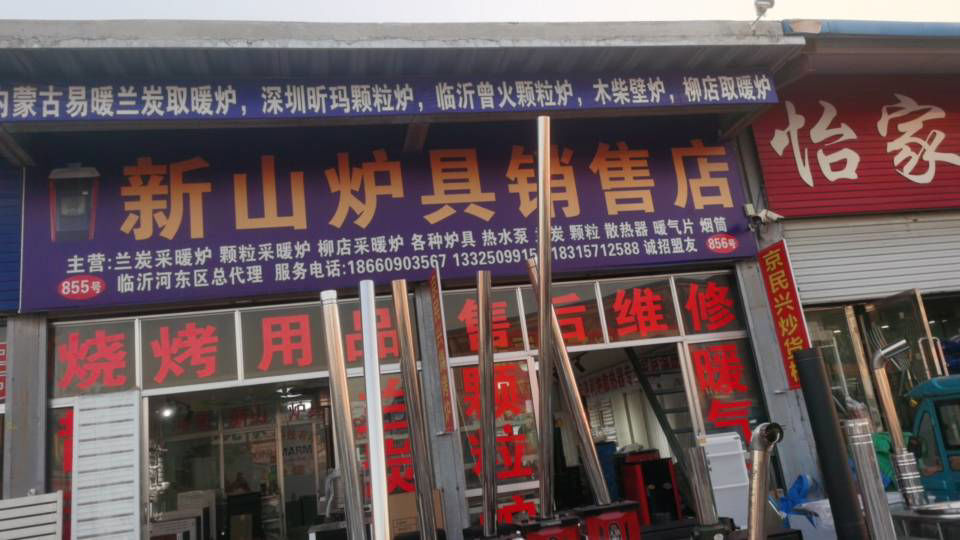 内蒙古易暖兰炭取暖炉，深圳昕玛颗粒炉，临沂曾火颗粒炉，木柴壁炉，柳店取暖炉
新山炉具销售店
主营:兰炭采暖炉 颗粒采暖炉 柳店采暖炉 各种炉具 热水泵 炭 颗粒 散热器 暖气片 烟筒
855号 临沂河东区总代理 服务电话:18660903567 1332509915 18315712588 诚招盟友 856号
怡家
烧烤用品 售后维修
京民兴炒货
颗粒炉
暖气